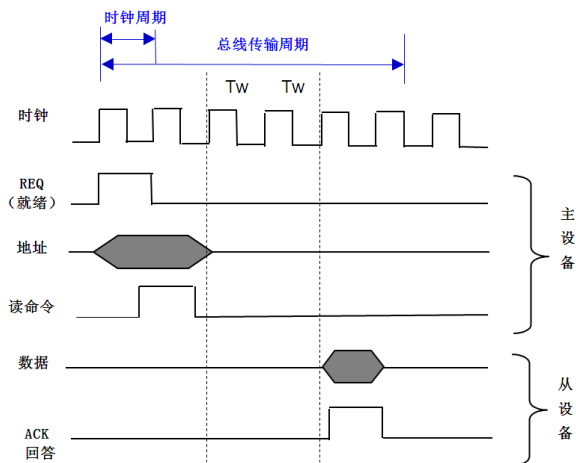 时钟周期
总线传输周期
Tw Tw
时钟
REQ
（就绪）
地址
读命令
数据
ACK
回答
主设备
从设备